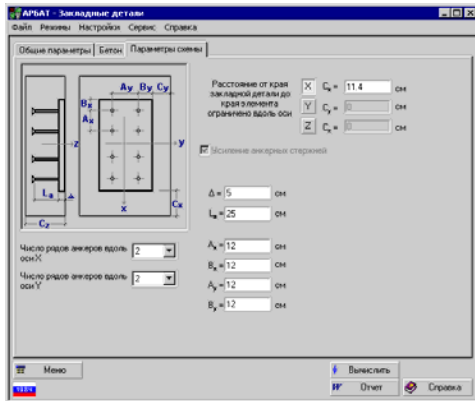 АРБАТ - Закладные детали
Файл Режимы Настройки Сервис Справка
Общие параметры Бетон Параметры схемы
Ay By Cy
Bx
Ax
z
y
x
La
Δ
Cz
Cx
Число рядов анкеров вдоль
оси X
2
Число рядов анкеров вдоль
оси Y
2
Расстояние от края
закладной детали до
края элемента
ограничено вдоль оси
X Cx = 11.4 см
Y Cy = 0 см
Z
0 см
Усиление анкерных стержней
Δ = 5 см
La = 25 см
Ax = 12 см
Bx = 12 см
Ay = 12 см
By = 12 см
Меню
Вычислить
Отчет
Справка